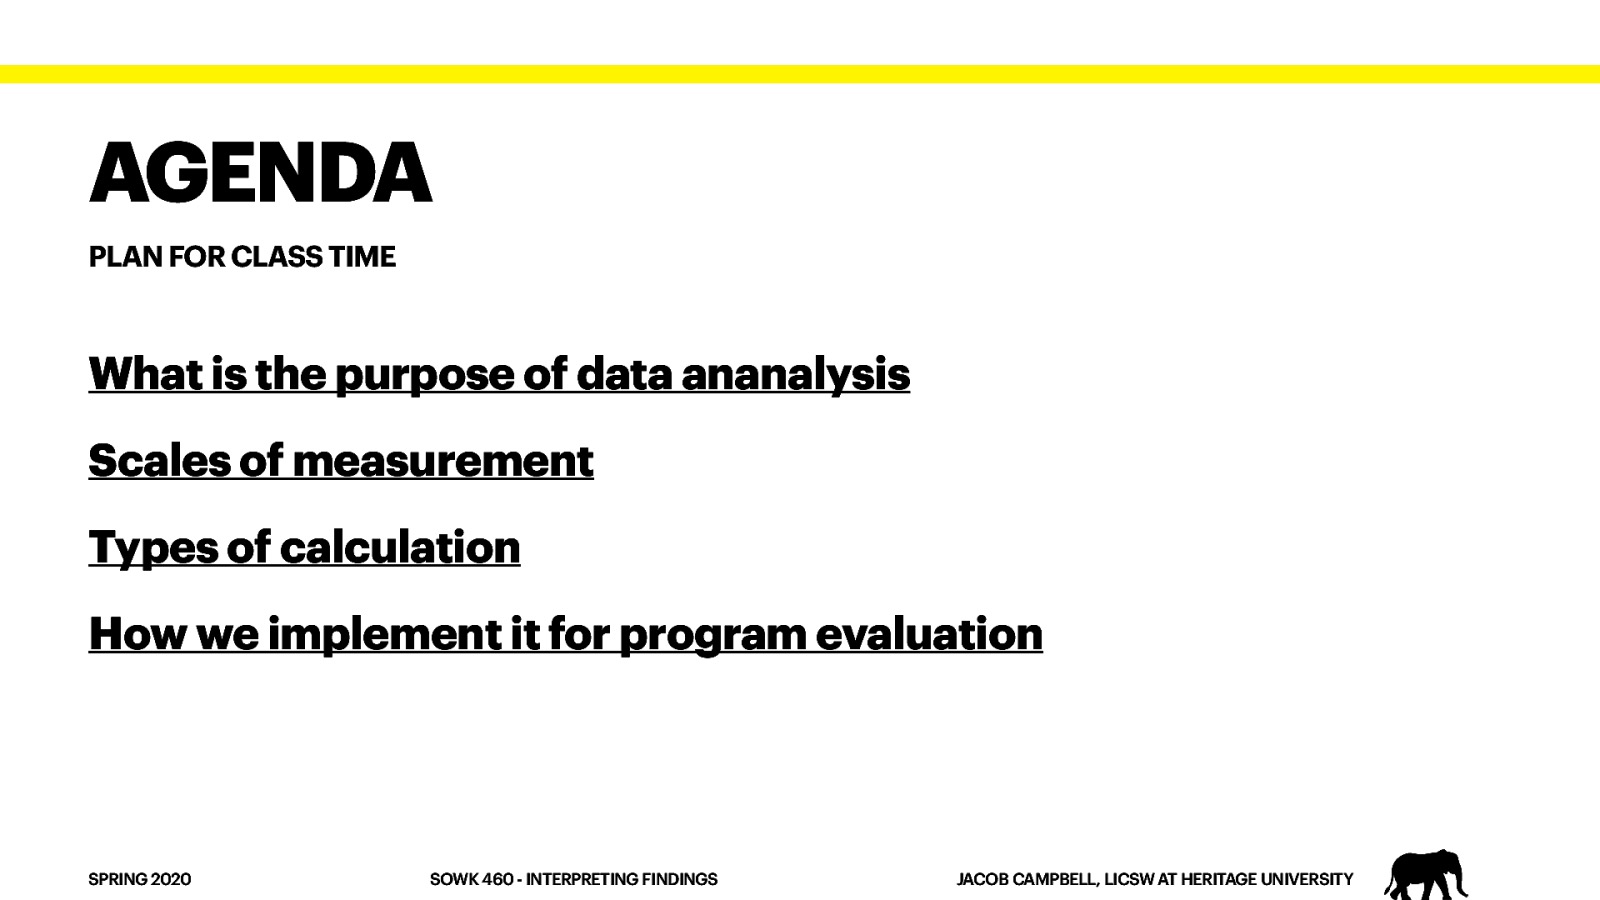 AGENDA
PLAN FOR CLASS TIME
What is the purpose of data ananalysis
Scales of measurement
Types of calculation
How we implement it for program evaluation
SPRING 2020
SOWK 460 - INTERPRETING FINDINGS
JACOB CAMPBELL, LICSW AT HERITAGE UNIVERSITY